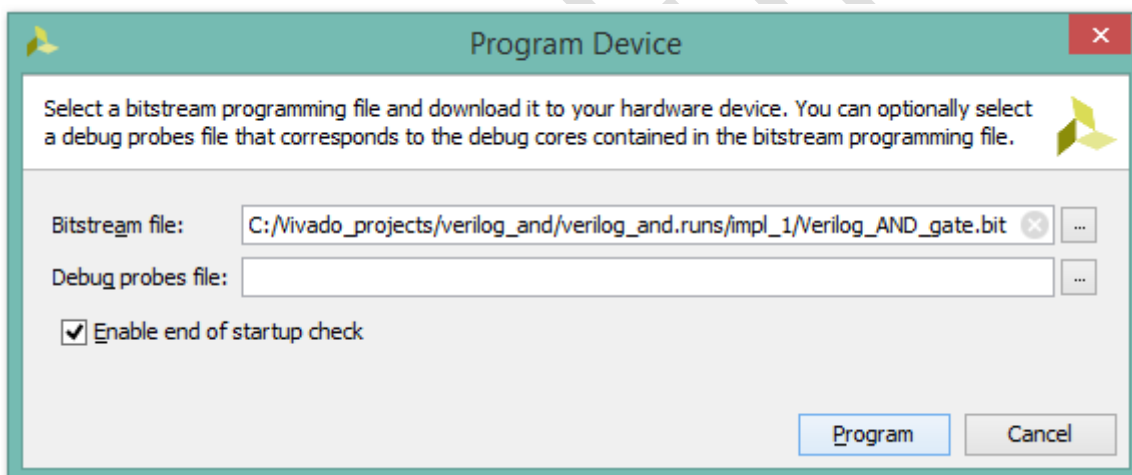 Program Device
Select a bitstream programming file and download it to your hardware device. You can optionally select
a debug probes file that corresponds to the debug cores contained in the bitstream programming file.
Bitstream file: C:/Vivado_projects/verilog_and/verilog_and.runs/impl_1/Verilog_AND_gate.bit ...
Debug probes file: ...
Enable end of startup check
Program Cancel